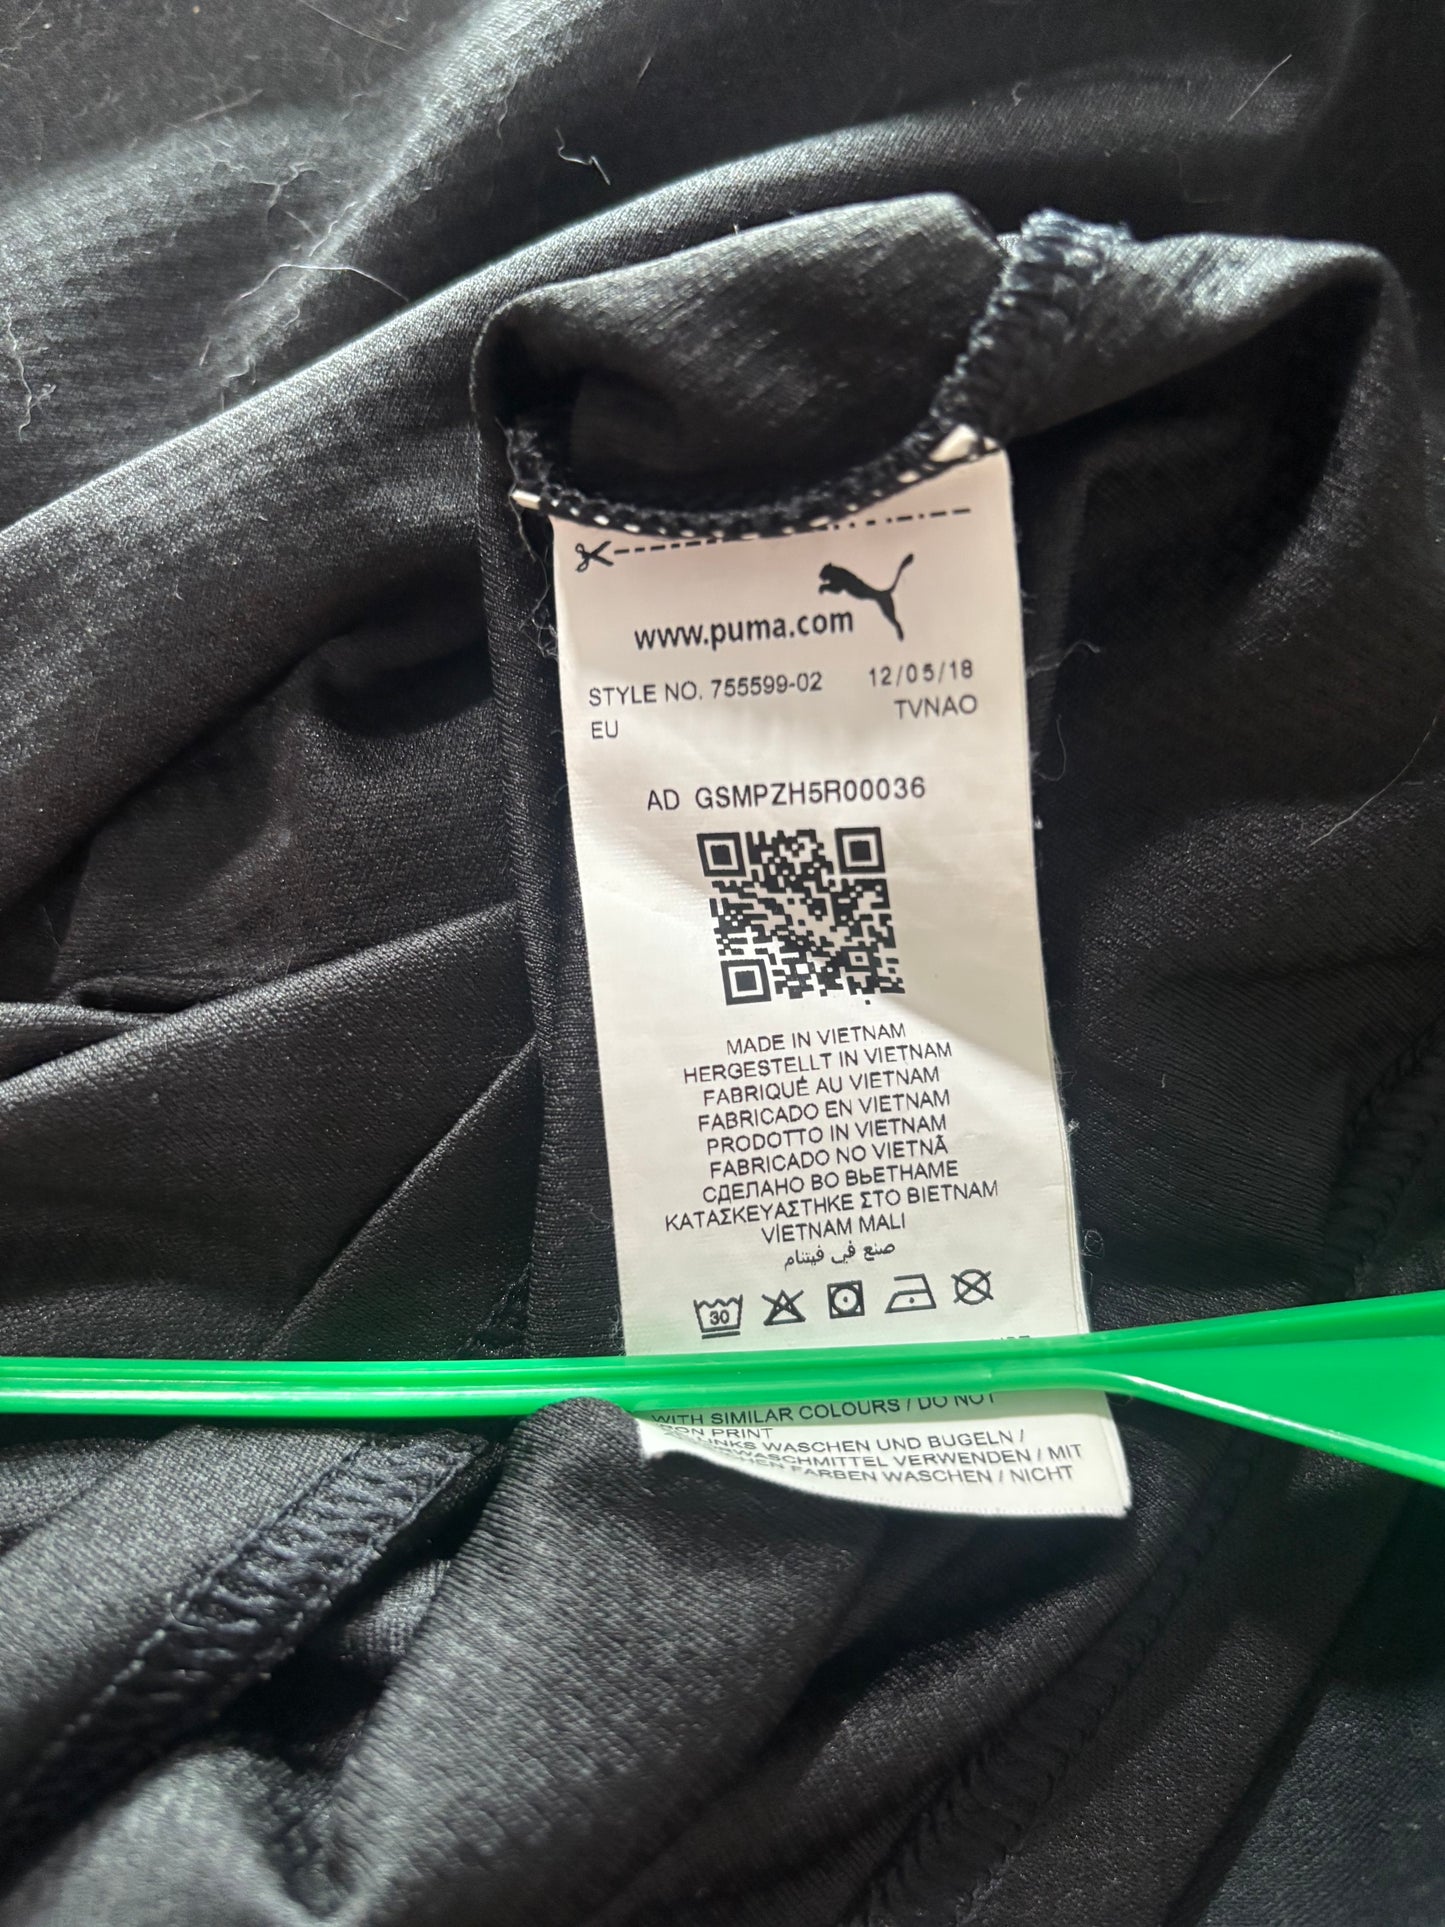 www.puma.com
STYLE NO. 755599-02 12/05/18
EU TVNAO
AD GSMPZH5R00036
MADE IN VIETNAM
HERGESTELLT IN VIETNAM
FABRIQUÉ AU VIETNAM
FABRICADO EN VIETNAM
PRODOTTO IN VIETNAM
FABRICADO NO VIETNÃ
СДЕЛАНО ВО ВЬЕТНАМЕ
ΚΑΤΑΣΚΕΥΑΣΤΗΚΕ ΣΤΟ ΒΙΕΤΝΑΜ
VİETNAM MALI
صنع في فيتنام
30
WITH SIMILAR COLOURS / DO NOT
PRINT
WASCHEN UND BUGELN /
VERWENDEN / MIT
FARBEN WASCHEN / NICHT